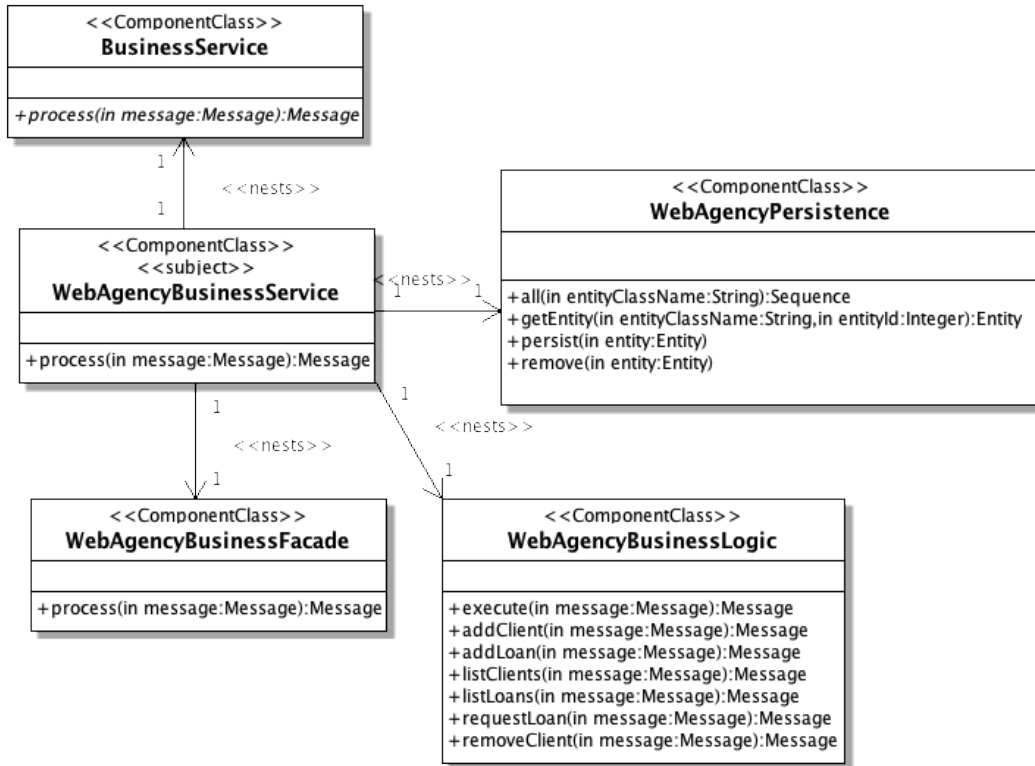 <<ComponentClass>>
BusinessService
+process(in message:Message):Message
1
<<nests>>
1
<<ComponentClass>>
WebAgencyPersistence
+all(in entityClassName:String):Sequence
+getEntity(in entityClassName:String,in entityId:Integer):Entity
+persist(in entity:Entity)
+remove(in entity:Entity)
<<ComponentClass>>
<<subject>>
WebAgencyBusinessService
+process(in message:Message):Message
<<nests>>
1
1
1
<<nests>>
1
1
<<nests>>
1
<<ComponentClass>>
WebAgencyBusinessFacade
+process(in message:Message):Message
<<ComponentClass>>
WebAgencyBusinessLogic
+execute(in message:Message):Message
+addClient(in message:Message):Message
+addLoan(in message:Message):Message
+listClients(in message:Message):Message
+listLoans(in message:Message):Message
+requestLoan(in message:Message):Message
+removeClient(in message:Message):Message